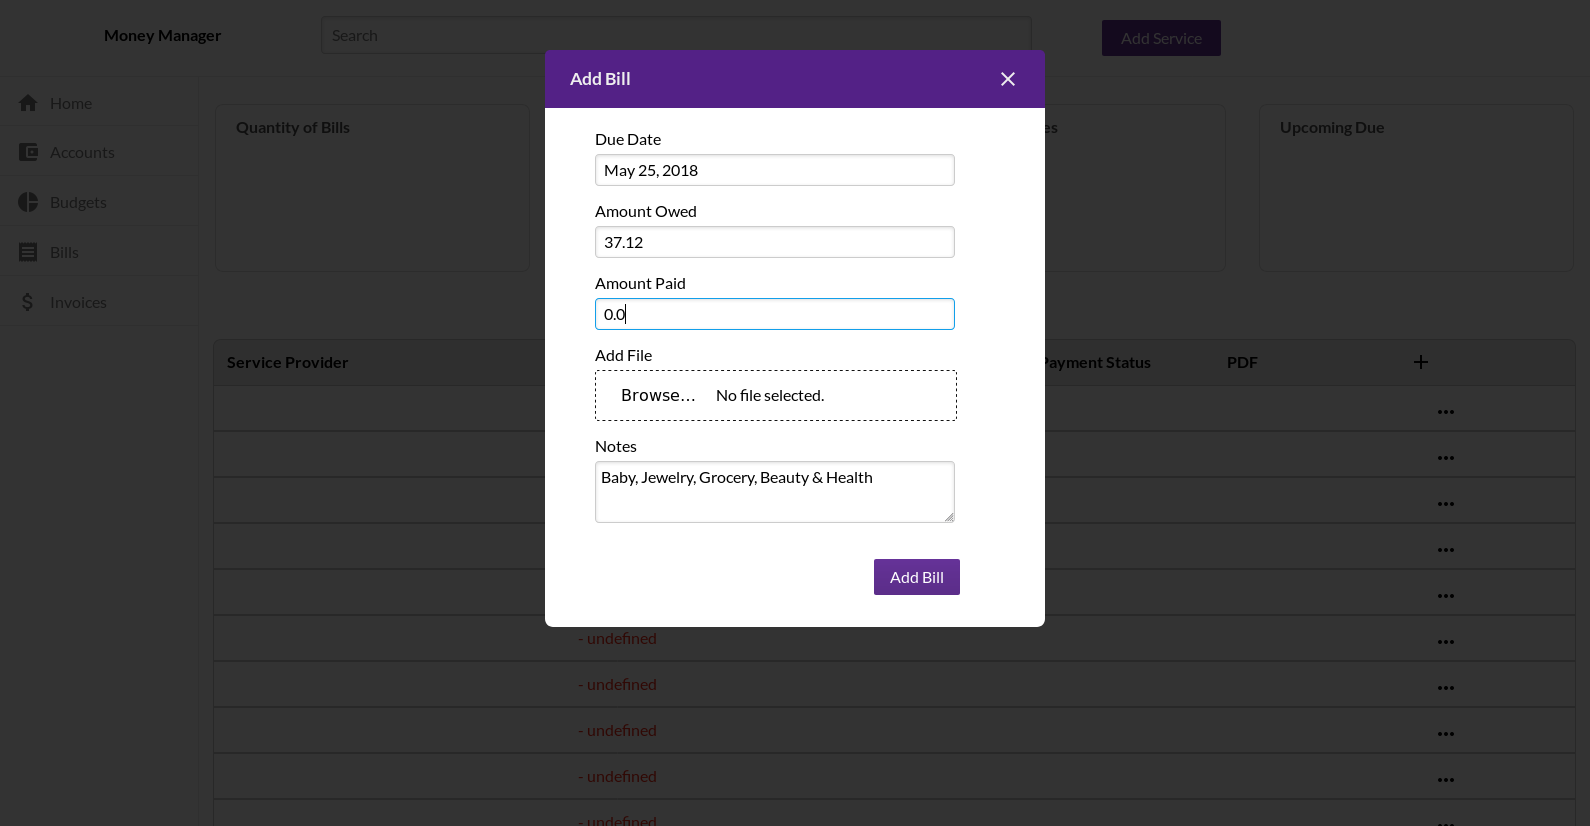 Money Manager
Search
Add Service
Add Bill
Home
Accounts
Budgets
Bills
Invoices
Quantity of Bills
es
Upcoming Due
Due Date
May 25, 2018
Amount Owed
37.12
Amount Paid
0.0
Add File
Browse... No file selected.
Notes
Baby, Jewelry, Grocery, Beauty & Health
Add Bill
Service Provider
Payment Status
PDF
- undefined
- undefined
- undefined
- undefined
- undefined